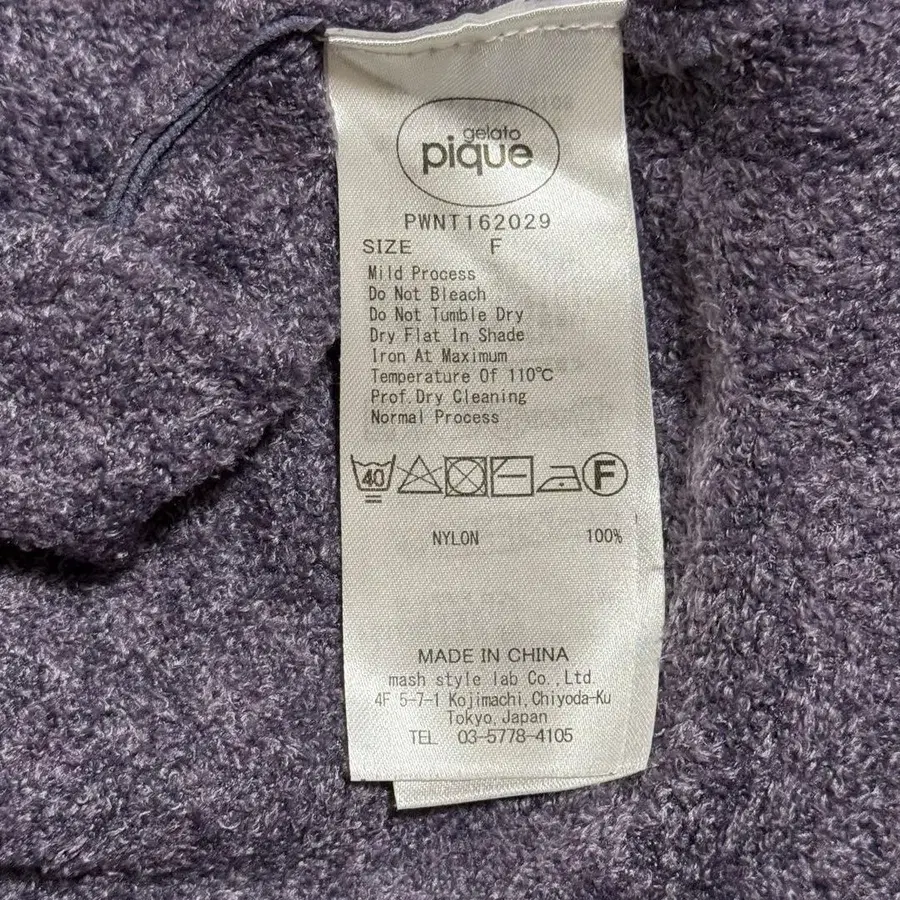 gelato
pique
PWNT162029
SIZE F
Mild Process
Do Not Bleach
Do Not Tumble Dry
Dry Flat In Shade
Iron At Maximum
Temperature Of 110℃
Prof.Dry Cleaning
Normal Process
40 F
NYLON 100%
MADE IN CHINA
mash style lab Co.,Ltd
4F 5-7-1 Kojimachi,Chiyoda-Ku
Tokyo,Japan
TEL 03-5778-4105